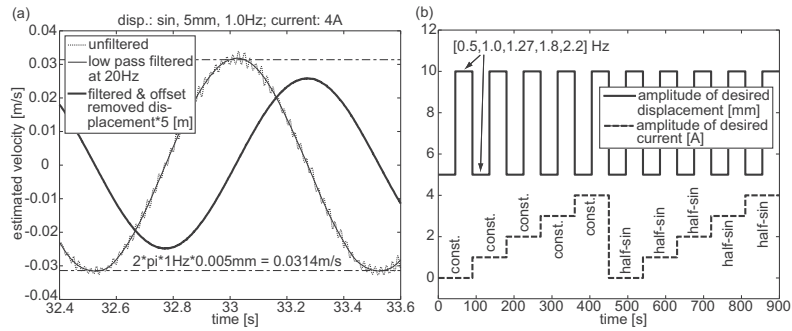 (a)
disp.: sin, 5mm, 1.0Hz; current: 4A
estimated velocity [m/s]
0.04
0.03
0.02
0.01
0
-0.01
-0.02
-0.03
-0.04
unfiltered
low pass filtered
at 20Hz
filtered & offset
removed dis-
placement*5 [m]
2*pi*1Hz*0.005mm = 0.0314m/s
32.4 32.6 32.8 33 33.2 33.4 33.6
time [s]
(b)
12
10
8
6
4
2
0
[0.5,1.0,1.27,1.8,2.2] Hz
amplitude of desired
displacement [mm]
amplitude of desired
current [A]
const.
const.
const.
const.
const.
half-sin
half-sin
half-sin
half-sin
half-sin
0 100 200 300 400 500 600 700 800 900
time [s]